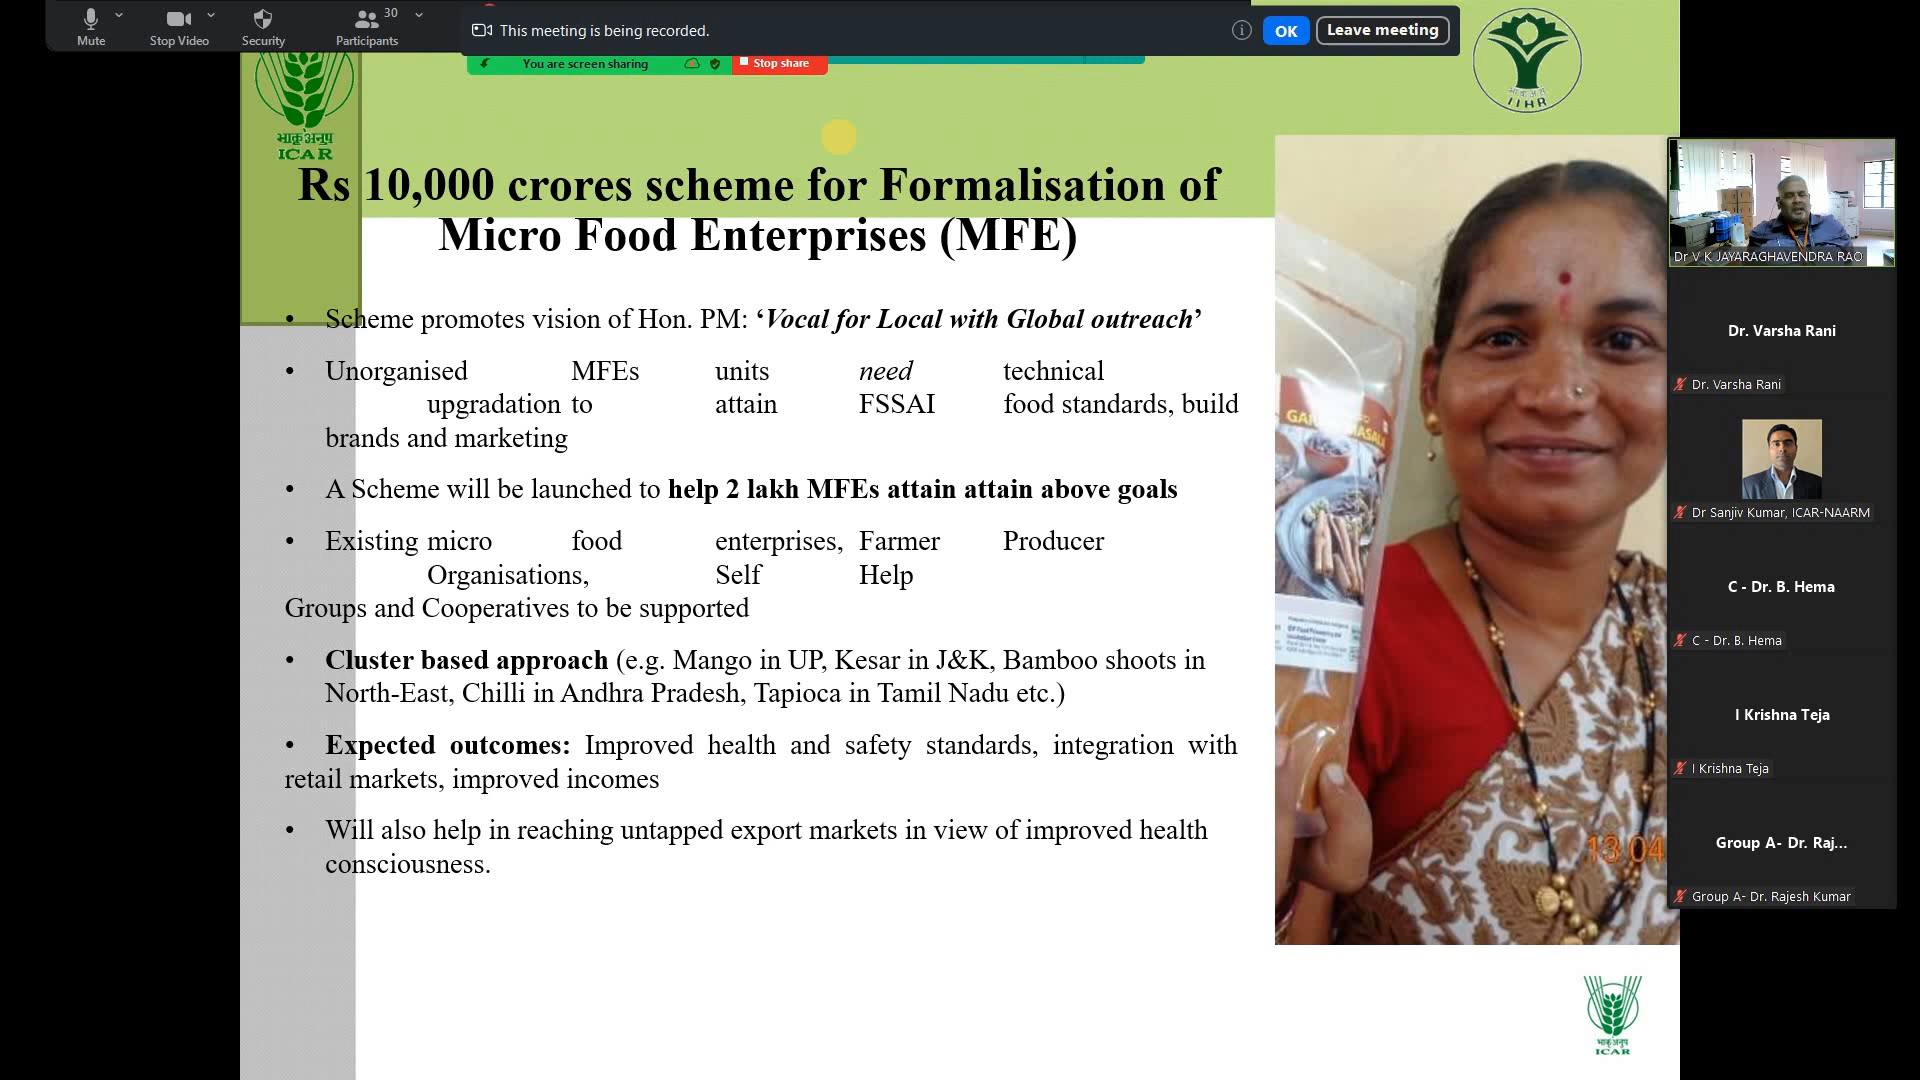 Mute
Stop Video
Security
Participants
30
This meeting is being recorded.
OK
Leave meeting
You are screen sharing
Stop share
भाकृअनुप
ICAR
IIHR
Rs 10,000 crores scheme for Formalisation of
Micro Food Enterprises (MFE)
• Scheme promotes vision of Hon. PM: ‘Vocal for Local with Global outreach’
• Unorganised MFEs units need technical
upgradation to attain FSSAI food standards, build
brands and marketing
• A Scheme will be launched to help 2 lakh MFEs attain attain above goals
• Existing micro food enterprises, Farmer Producer
Organisations, Self Help
Groups and Cooperatives to be supported
• Cluster based approach (e.g. Mango in UP, Kesar in J&K, Bamboo shoots in
North-East, Chilli in Andhra Pradesh, Tapioca in Tamil Nadu etc.)
• Expected outcomes: Improved health and safety standards, integration with
retail markets, improved incomes
• Will also help in reaching untapped export markets in view of improved health
consciousness.
13 04
भाकृअनुप
ICAR
Dr V K JAYARAGHAVENDRA RAO
Dr. Varsha Rani
Dr. Varsha Rani
Dr Sanjiv Kumar, ICAR-NAARM
C - Dr. B. Hema
C - Dr. B. Hema
I Krishna Teja
I Krishna Teja
Group A- Dr. Raj...
Group A- Dr. Rajesh Kumar